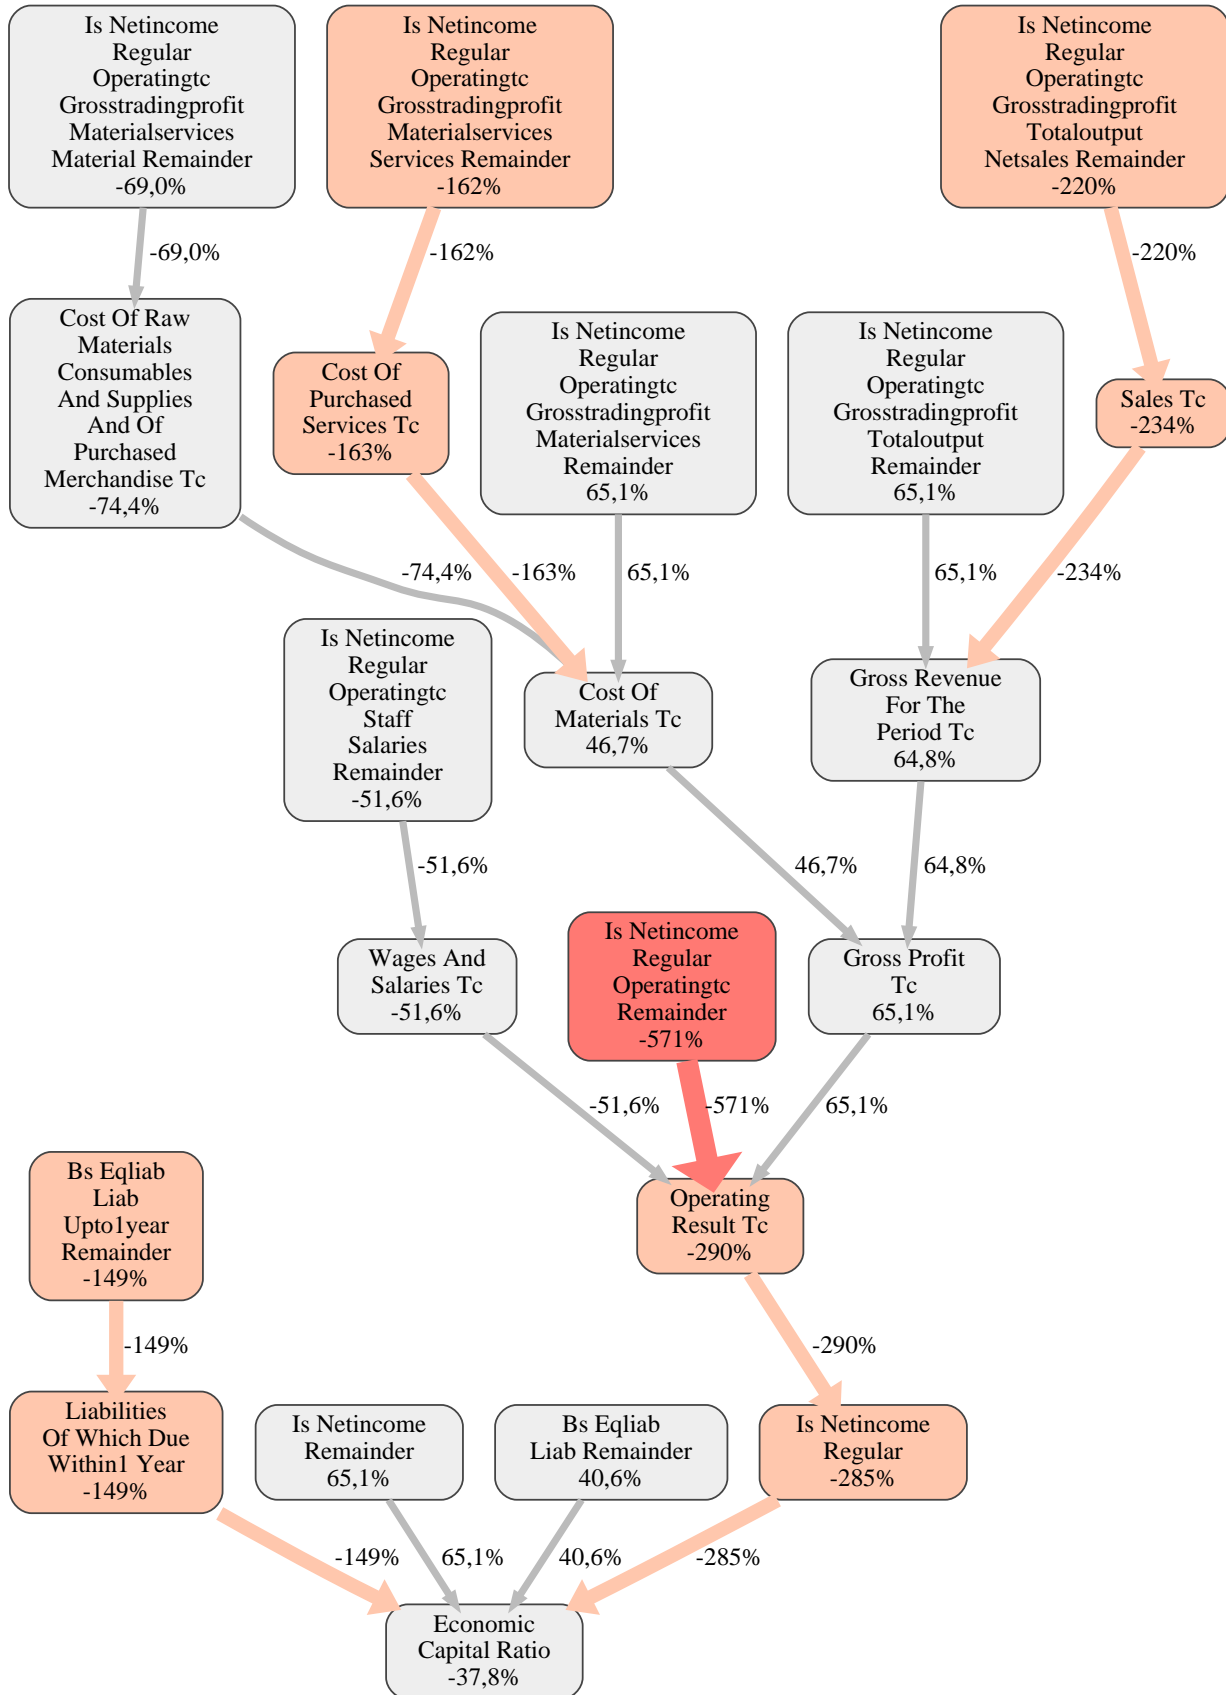 Is Netincome
Regular
Operatingtc
Grosstradingprofit
Materialservices
Material Remainder
-69,0%
Is Netincome
Regular
Operatingtc
Grosstradingprofit
Materialservices
Services Remainder
-162%
Is Netincome
Regular
Operatingtc
Grosstradingprofit
Totaloutput
Netsales Remainder
-220%
-69,0%
-162%
-220%
Cost Of Raw
Materials
Consumables
And Supplies
And Of
Purchased
Merchandise Tc
-74,4%
Cost Of
Purchased
Services Tc
-163%
Is Netincome
Regular
Operatingtc
Grosstradingprofit
Materialservices
Remainder
65,1%
Is Netincome
Regular
Operatingtc
Grosstradingprofit
Totaloutput
Remainder
65,1%
Sales Tc
-234%
-74,4%
-163%
65,1%
65,1%
-234%
Is Netincome
Regular
Operatingtc
Staff
Salaries
Remainder
-51,6%
Cost Of
Materials Tc
46,7%
Gross Revenue
For The
Period Tc
64,8%
-51,6%
46,7%
64,8%
Wages And
Salaries Tc
-51,6%
Is Netincome
Regular
Operatingtc
Remainder
-571%
Gross Profit
Tc
65,1%
-51,6%
-571%
65,1%
Bs Eqliab
Liab
Upto1year
Remainder
-149%
Operating
Result Tc
-290%
-149%
-290%
Liabilities
Of Which Due
Within1 Year
-149%
Is Netincome
Remainder
65,1%
Bs Eqliab
Liab Remainder
40,6%
Is Netincome
Regular
-285%
-149%
65,1%
40,6%
-285%
Economic
Capital Ratio
-37,8%